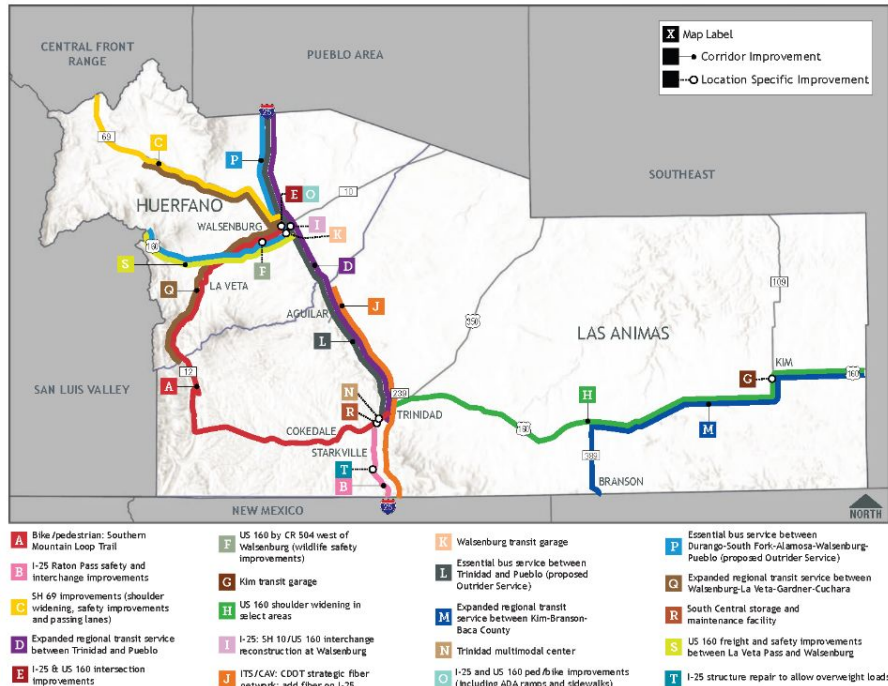 CENTRAL FRONT
RANGE
PUEBLO AREA
X Map Label
Corridor Improvement
Location Specific Improvement
25
69
C
P
SOUTHEAST
E O
10
HUERFANO
WALSENBURG
I
K
160
S
F
D
Q
LA VETA
109
J
AGUILAR
350
LAS ANIMAS
L
KIM
G
160
SAN LUIS VALLEY
12
A
N
239
H
R
TRINIDAD
M
COKEDALE
160
STARKVILLE
389
T
BRANSON
B
25
NEW MEXICO
NORTH
A Bike/pedestrian: Southern
Mountain Loop Trail
B I-25 Raton Pass safety and
interchange improvements
C SH 69 improvements (shoulder
widening, safety improvements
and passing lanes)
D Expanded regional transit service
between Trinidad and Pueblo
E I-25 & US 160 intersection
improvements
F US 160 by CR 504 west of
Walsenburg (wildlife safety
improvements)
G Kim transit garage
H US 160 shoulder widening in
select areas
I I-25: SH 10/US 160 interchange
reconstruction at Walsenburg
J ITS/CAV: CDOT strategic fiber
network: add fiber on I-25
K Walsenburg transit garage
L Essential bus service between
Trinidad and Pueblo (proposed
Outrider Service)
M Expanded regional transit
service between Kim-Branson-
Baca County
N Trinidad multimodal center
O I-25 and US 160 ped/bike improvements
(including ADA ramps and sidewalks)
P Essential bus service between
Durango-South Fork-Alamosa-Walsenburg-
Pueblo (proposed Outrider Service)
Q Expanded regional transit service between
Walsenburg-La Veta-Gardner-Cuchara
R South Central storage and
maintenance facility
S US 160 freight and safety improvements
between La Veta Pass and Walsenburg
T I-25 structure repair to allow overweight loads